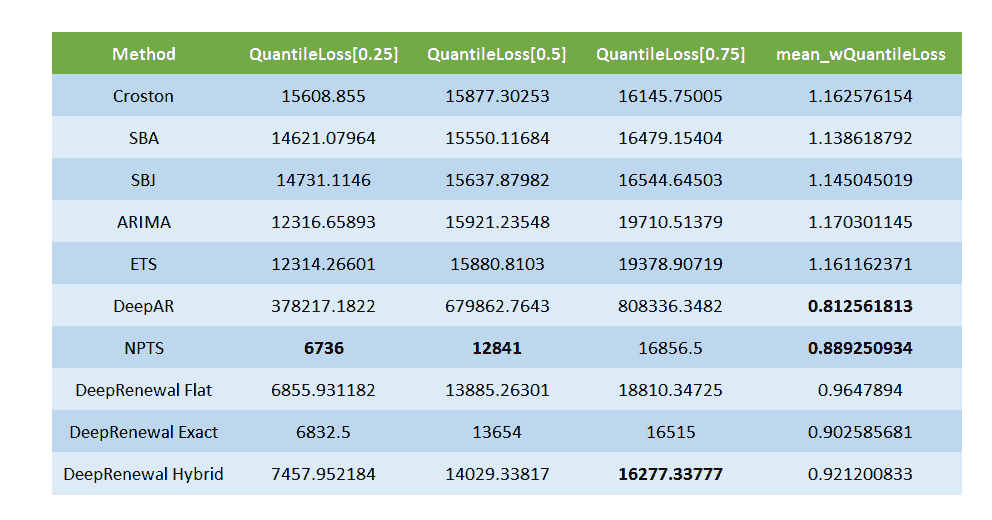 Method QuantileLoss[0.25] QuantileLoss[0.5] QuantileLoss[0.75] mean_wQuantileLoss
Croston 15608.855 15877.30253 16145.75005 1.162576154
SBA 14621.07964 15550.11684 16479.15404 1.138618792
SBJ 14731.1146 15637.87982 16544.64503 1.145045019
ARIMA 12316.65893 15921.23548 19710.51379 1.170301145
ETS 12314.26601 15880.8103 19378.90719 1.161162371
DeepAR 378217.1822 679862.7643 808336.3482 0.812561813
NPTS 6736 12841 16856.5 0.889250934
DeepRenewal Flat 6855.931182 13885.26301 18810.34725 0.9647894
DeepRenewal Exact 6832.5 13654 16515 0.902585681
DeepRenewal Hybrid 7457.952184 14029.33817 16277.33777 0.921200833